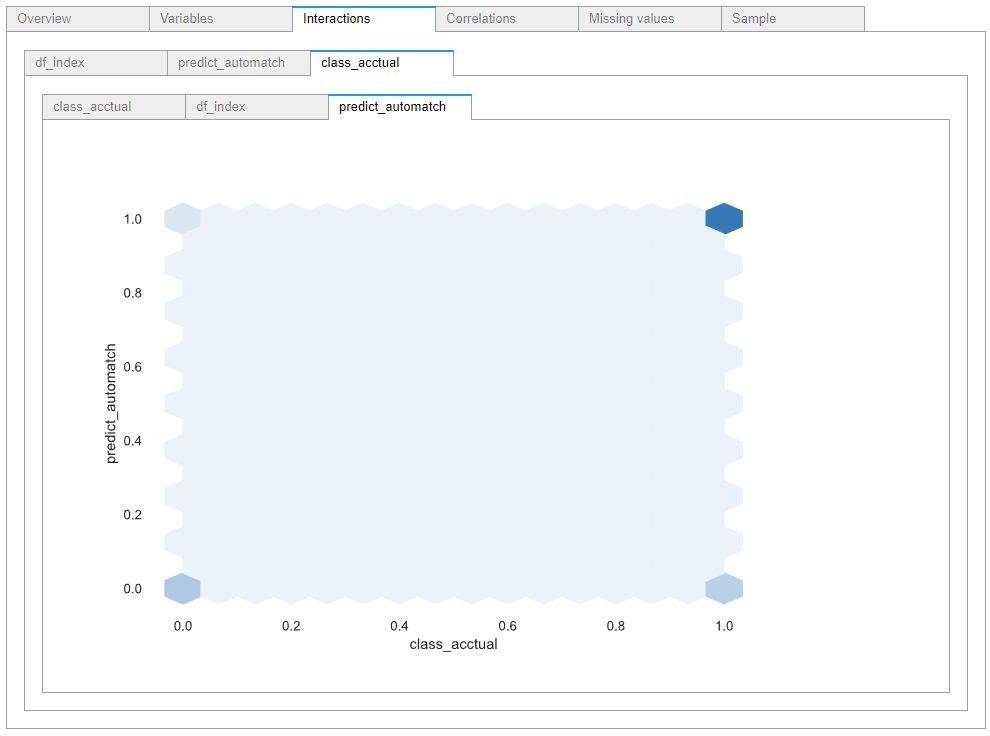 Overview Variables Interactions Correlations Missing values Sample
df_index predict_automatch class_acctual
class_acctual df_index predict_automatch
1.0
0.8
0.6
0.4
0.2
0.0
predict_automatch
0.0 0.2 0.4 0.6 0.8 1.0
class_acctual